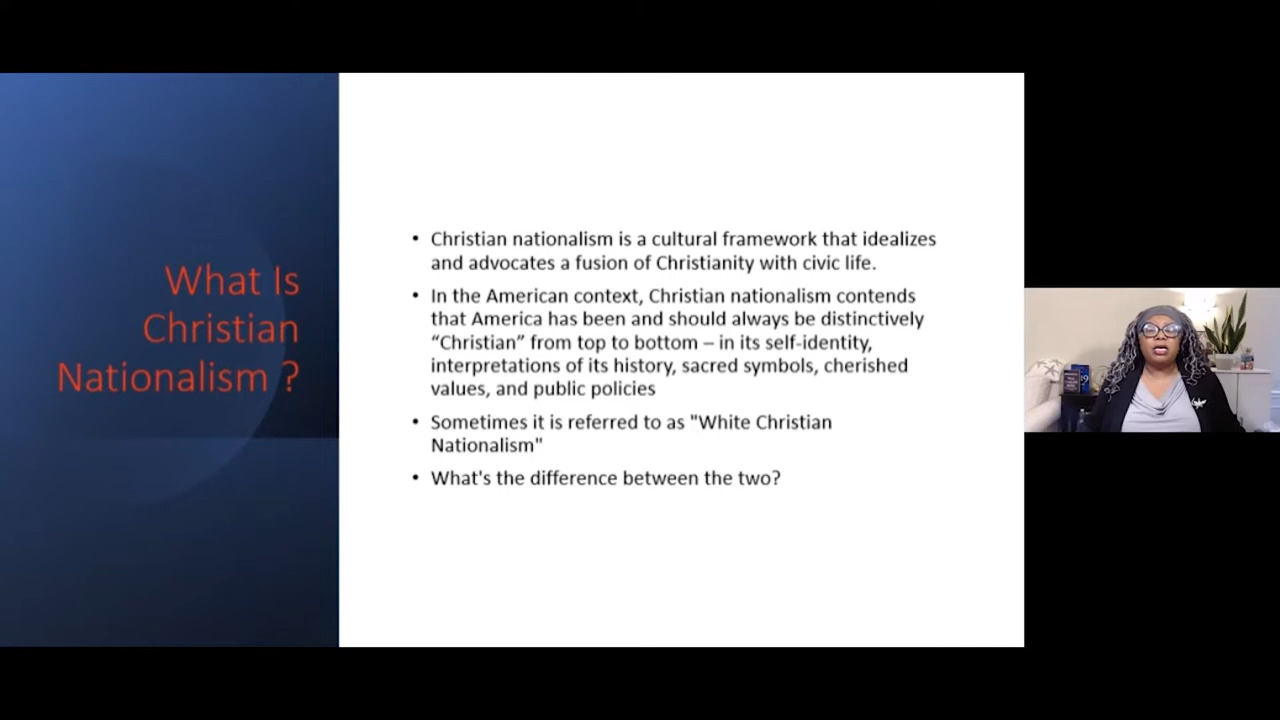 What Is
Christian
Nationalism ?
• Christian nationalism is a cultural framework that idealizes
and advocates a fusion of Christianity with civic life.
• In the American context, Christian nationalism contends
that America has been and should always be distinctively
“Christian” from top to bottom – in its self-identity,
interpretations of its history, sacred symbols, cherished
values, and public policies
• Sometimes it is referred to as "White Christian
Nationalism"
• What's the difference between the two?